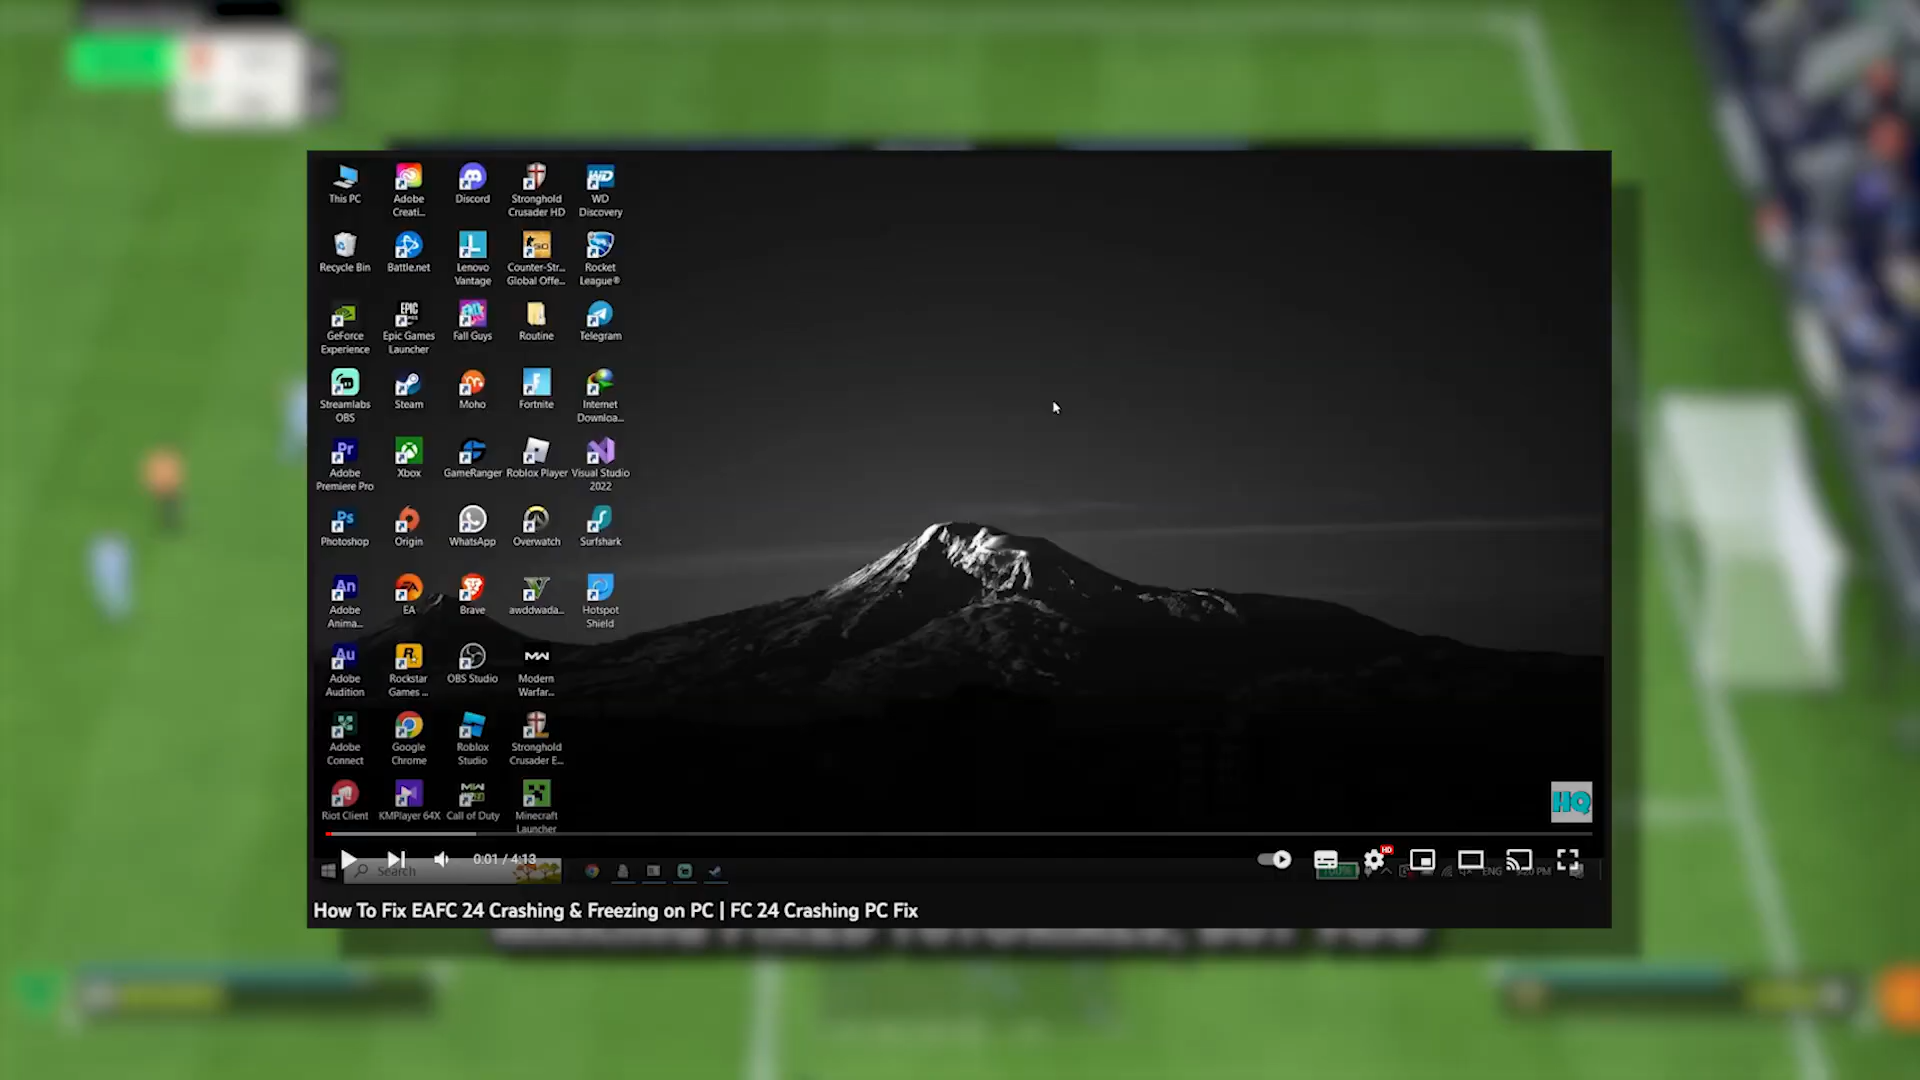 This PC
Adobe
Creati...
Discord
Stronghold
Crusader HD
WD
Discovery
Recycle Bin
Battle.net
Lenovo
Vantage
Counter-Str...
Global Offe...
Rocket
League®
GeForce
Experience
Epic Games
Launcher
Fall Guys
Routine
Telegram
Streamlabs
OBS
Steam
Moho
Fortnite
Internet
Downloa...
Adobe
Premiere Pro
Xbox
GameRanger
Roblox Player
Visual Studio
2022
Photoshop
Origin
WhatsApp
Overwatch
Surfshark
Adobe
Anima...
EA
Brave
awddwada...
Hotspot
Shield
Adobe
Audition
Rockstar
Games ...
OBS Studio
Modern
Warfar...
Adobe
Connect
Google
Chrome
Roblox
Studio
Stronghold
Crusader E...
Riot Client
KMPlayer 64X
Call of Duty
Minecraft
Launcher
HQ
0:01 / 4:13
HD
Search
ENG
How To Fix EAFC 24 Crashing & Freezing on PC | FC 24 Crashing PC Fix